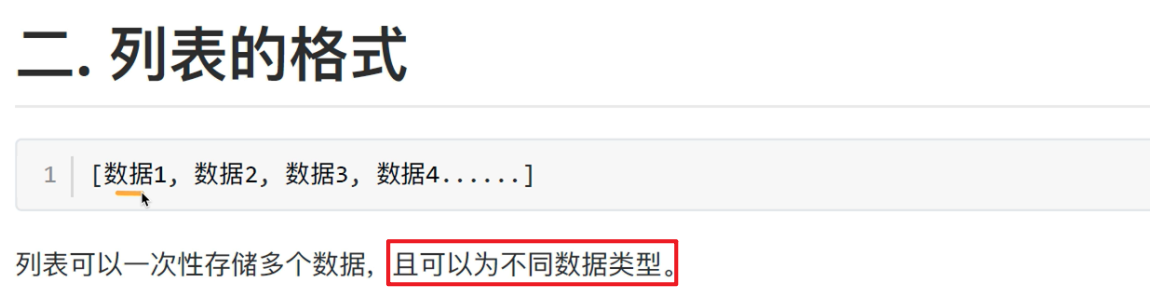 二. 列表的格式
1 [数据1, 数据2, 数据3, 数据4......]
列表可以一次性存储多个数据, 且可以为不同数据类型。